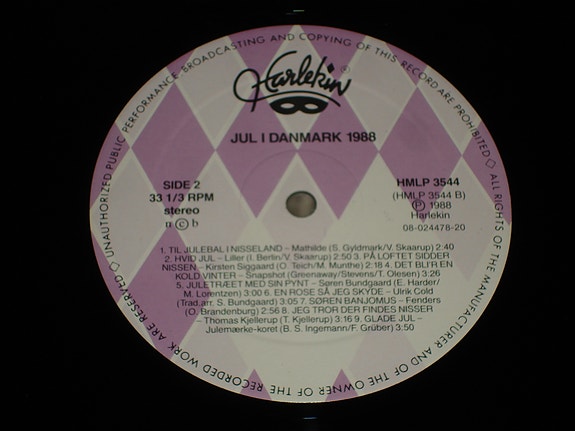 ◇ UNAUTHORIZED PUBLIC PERFORMANCE BROADCASTING AND COPYING OF THIS RECORD ARE PROHIBITED ◇ ALL RIGHTS OF THE MANUFACTURER AND OF THE OWNER OF THE RECORDED WORK ARE RESERVED
Harlekin ®
JUL I DANMARK 1988
SIDE 2
33 1/3 RPM
stereo
n©b
HMLP 3544
(HMLP 3544 B)
℗ 1988
Harlekin
08-024478-20
1. TIL JULEBAL I NISSELAND – Mathilde (S. Gyldmark/V. Skaarup) 2:40
2. HVID JUL – Liller (I. Berlin/V. Skaarup) 2:50 3. PÅ LOFTET SIDDER
NISSEN – Kirsten Siggaard (O. Teich/M. Munthe) 2:18 4. DET BLI'R EN
KOLD VINTER – Snapshot (Greenaway/Stevens/T. Olesen) 3:26
5. JULETRÆET MED SIN PYNT – Søren Bundgaard (E. Harder/
M. Lorentzen) 3:00 6. EN ROSE SÅ JEG SKYDE – Ulrik Cold
(Trad.arr. S. Bundgaard) 3:05 7. SØREN BANJOMUS – Fenders
(O. Brandenburg) 2:56 8. JEG TROR DER FINDES NISSER
– Thomas Kjellerup (T. Kjellerup) 3:16 9. GLADE JUL –
Julemærke-koret (B. S. Ingemann/F. Grüber) 3:50